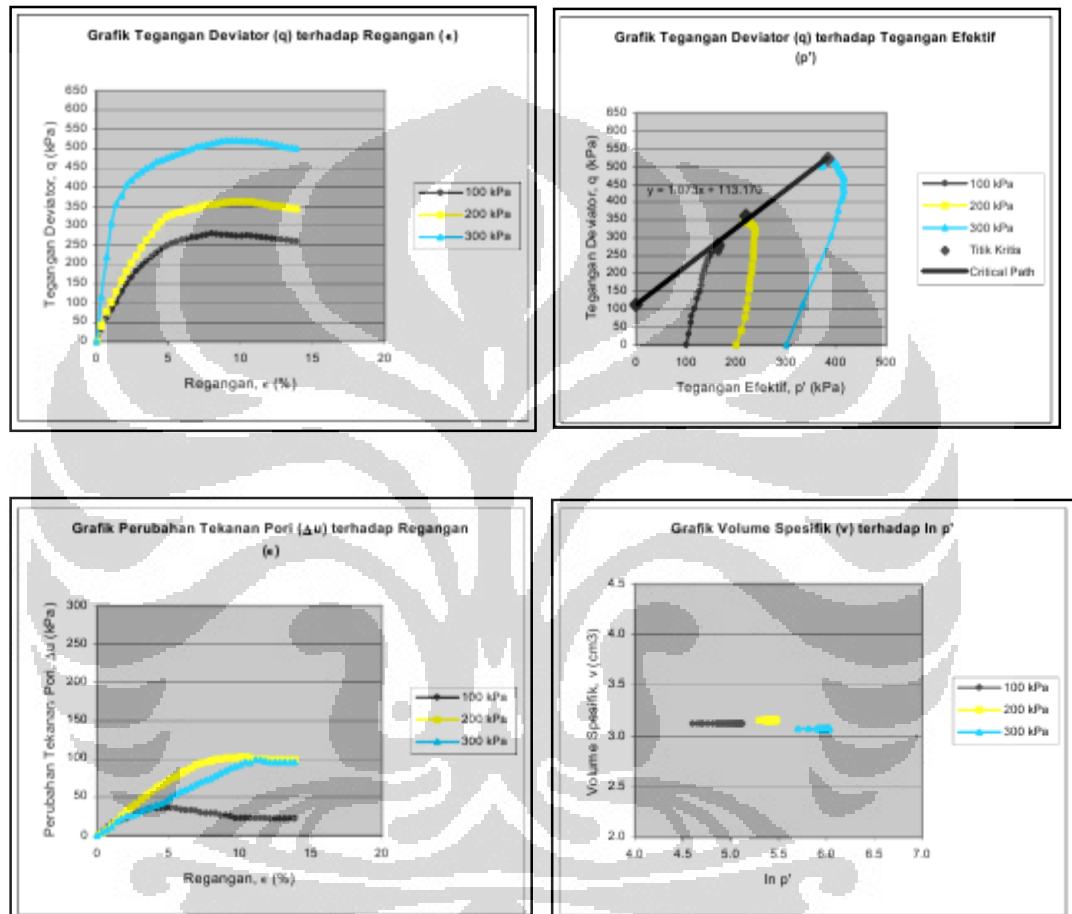 Grafik Tegangan Deviator (q) terhadap Regangan (ϵ)
Tegangan Deviator, q (kPa)
650
600
550
500
450
400
350
300
250
200
150
100
50
0
0 5 10 15 20
Regangan, ϵ (%)
100 kPa
200 kPa
300 kPa
Grafik Tegangan Deviator (q) terhadap Tegangan Efektif
(p')
Tegangan Deviator, q (kPa)
650
600
550
500
450
400
350
300
250
200
150
100
50
0
y = 1.073x + 113.170
0 100 200 300 400 500
Tegangan Efektif, p' (kPa)
100 kPa
200 kPa
300 kPa
Titik Kritis
Critical Path
Grafik Perubahan Tekanan Pori (Δu) terhadap Regangan
(ϵ)
Perubahan Tekanan Pori, Δu (kPa)
300
250
200
150
100
50
0
0 5 10 15 20
Regangan, ϵ (%)
100 kPa
200 kPa
300 kPa
Grafik Volume Spesifik (v) terhadap ln p'
Volume Spesifik, v (cm3)
4.5
4.0
3.5
3.0
2.5
2.0
4.0 4.5 5.0 5.5 6.0 6.5 7.0
ln p'
100 kPa
200 kPa
300 kPa